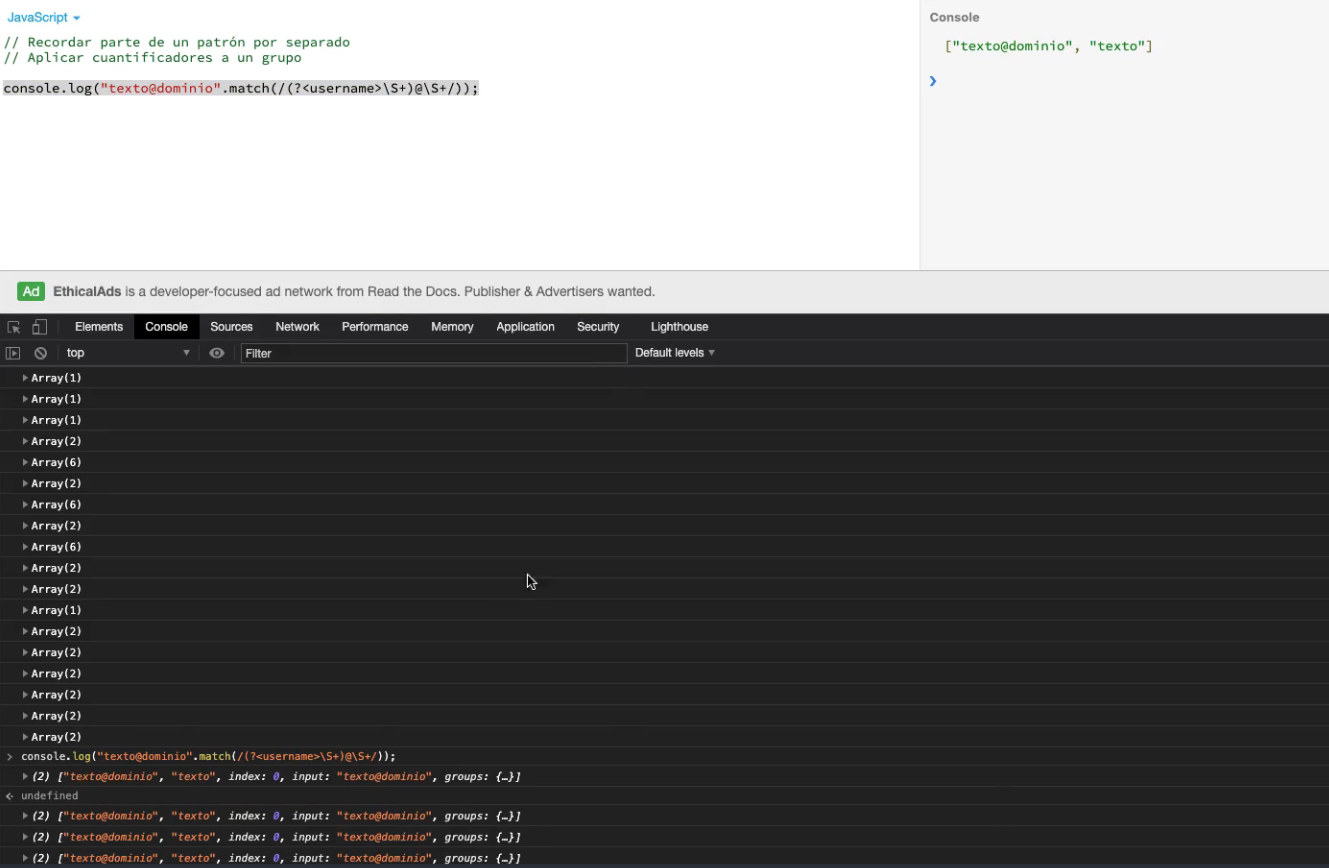 JavaScript
Console
// Recordar parte de un patrón por separado
// Aplicar cuantificadores a un grupo
["texto@dominio", "texto"]
console.log("texto@dominio".match(/(?<username>\S+)@\S+/));
Ad EthicalAds is a developer-focused ad network from Read the Docs. Publisher & Advertisers wanted.
Elements Console Sources Network Performance Memory Application Security Lighthouse
top Filter Default levels
Array(1)
Array(1)
Array(1)
Array(2)
Array(6)
Array(2)
Array(6)
Array(2)
Array(6)
Array(2)
Array(2)
Array(1)
Array(2)
Array(2)
Array(2)
Array(2)
Array(2)
Array(2)
console.log("texto@dominio".match(/(?<username>\S+)@\S+/));
(2) ["texto@dominio", "texto", index: 0, input: "texto@dominio", groups: {…}]
undefined
(2) ["texto@dominio", "texto", index: 0, input: "texto@dominio", groups: {…}]
(2) ["texto@dominio", "texto", index: 0, input: "texto@dominio", groups: {…}]
(2) ["texto@dominio", "texto", index: 0, input: "texto@dominio", groups: {…}]